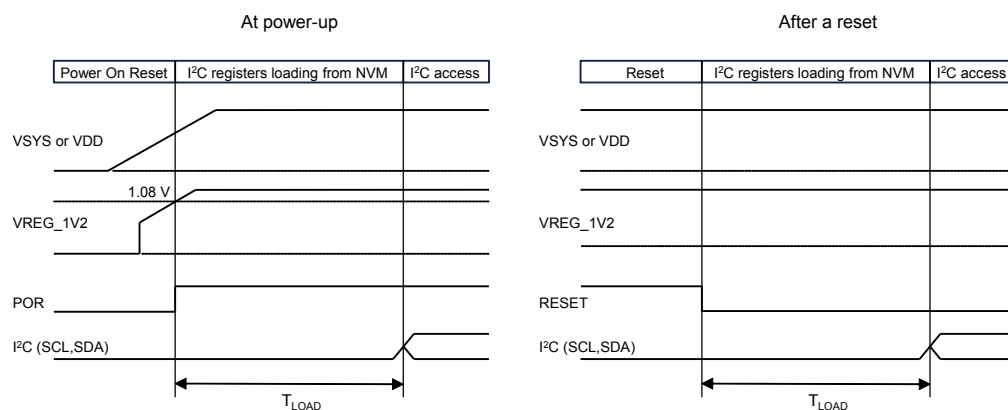 At power-up
After a reset
Power On Reset
I²C registers loading from NVM
I²C access
Reset
I²C registers loading from NVM
I²C access
VSYS or VDD
VSYS or VDD
1.08 V
VREG_1V2
VREG_1V2
POR
RESET
I²C (SCL,SDA)
I²C (SCL,SDA)
TLOAD
TLOAD